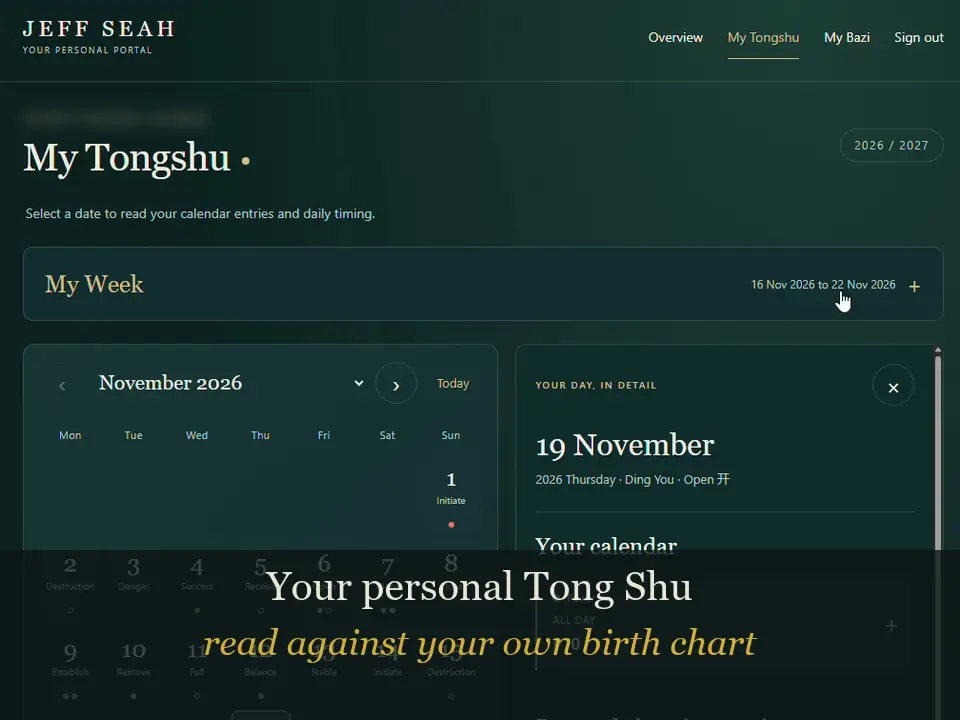 JEFF SEAH
YOUR PERSONAL PORTAL
Overview My Tongshu My Bazi Sign out
My Tongshu
2026 / 2027
Select a date to read your calendar entries and daily timing.
My Week
16 Nov 2026 to 22 Nov 2026 +
‹ November 2026 › Today
Mon Tue Wed Thu Fri Sat Sun
1
Initiate
2 3 4 5 6 7 8
Destruction Danger Success
9 10 11 12 13 15
Establish Remove Full Balance Stable Initiate Destruction
YOUR DAY, IN DETAIL
×
19 November
2026 Thursday · Ding You · Open 开
Your calendar
ALL DAY
+
Your personal Tong Shu
read against your own birth chart